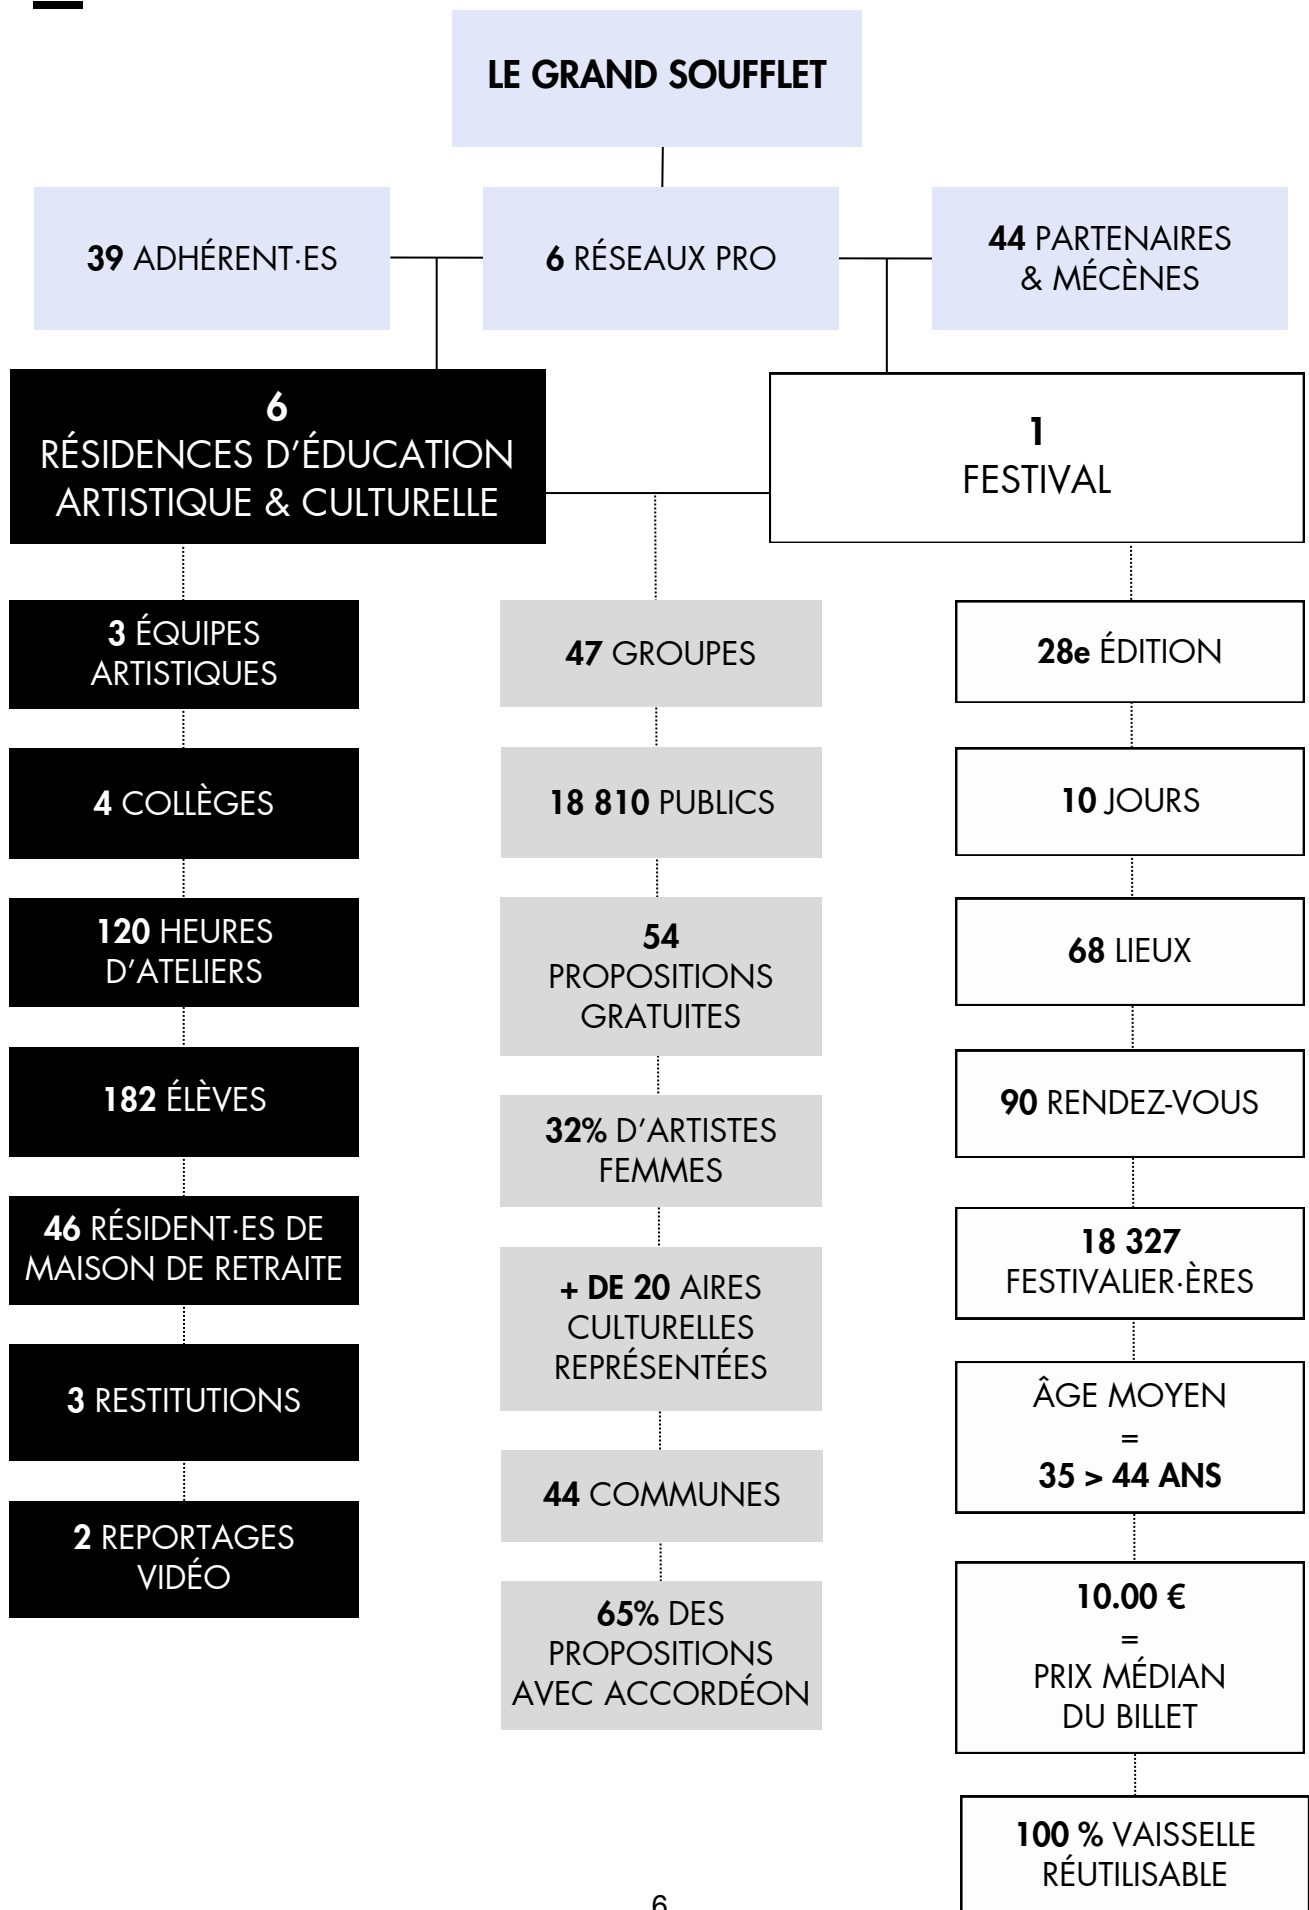 LE GRAND SOUFFLET
39 ADHÉRENT·ES
6 RÉSEAUX PRO
44 PARTENAIRES
& MÉCÈNES
6
RÉSIDENCES D’ÉDUCATION
ARTISTIQUE & CULTURELLE
1
FESTIVAL
3 ÉQUIPES
ARTISTIQUES
4 COLLÈGES
120 HEURES
D’ATELIERS
182 ÉLÈVES
46 RÉSIDENT·ES DE
MAISON DE RETRAITE
3 RESTITUTIONS
2 REPORTAGES
VIDÉO
47 GROUPES
18 810 PUBLICS
54
PROPOSITIONS
GRATUITES
32% D’ARTISTES
FEMMES
+ DE 20 AIRES
CULTURELLES
REPRÉSENTÉES
44 COMMUNES
65% DES
PROPOSITIONS
AVEC ACCORDÉON
28e ÉDITION
10 JOURS
68 LIEUX
90 RENDEZ-VOUS
18 327
FESTIVALIER·ÈRES
ÂGE MOYEN
=
35 > 44 ANS
10.00 €
=
PRIX MÉDIAN
DU BILLET
100 % VAISSELLE
RÉUTILISABLE
6